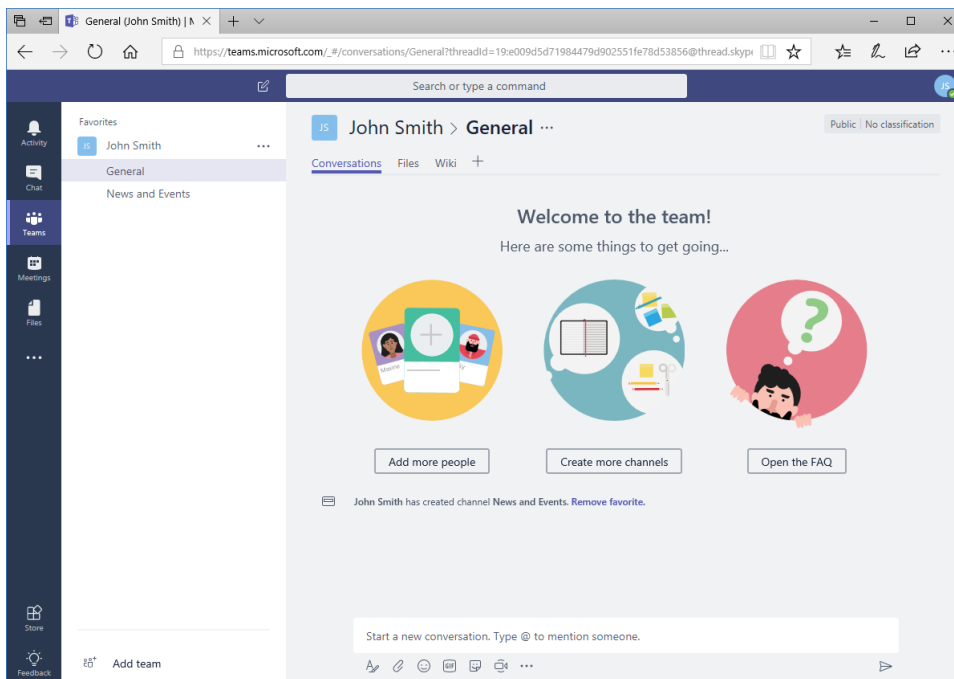 General (John Smith) | M
https://teams.microsoft.com/_#/conversations/General?threadId=19:e009d5d71984479d902551fe78d53856@thread.skype
Search or type a command
JS
Activity
Chat
Teams
Meetings
Files
Store
Feedback
Favorites
JS John Smith
General
News and Events
Add team
JS John Smith > General
Public | No classification
Conversations Files Wiki
Welcome to the team!
Here are some things to get going...
Maxine
Add more people
Create more channels
Open the FAQ
John Smith has created channel News and Events. Remove favorite.
Start a new conversation. Type @ to mention someone.
GIF